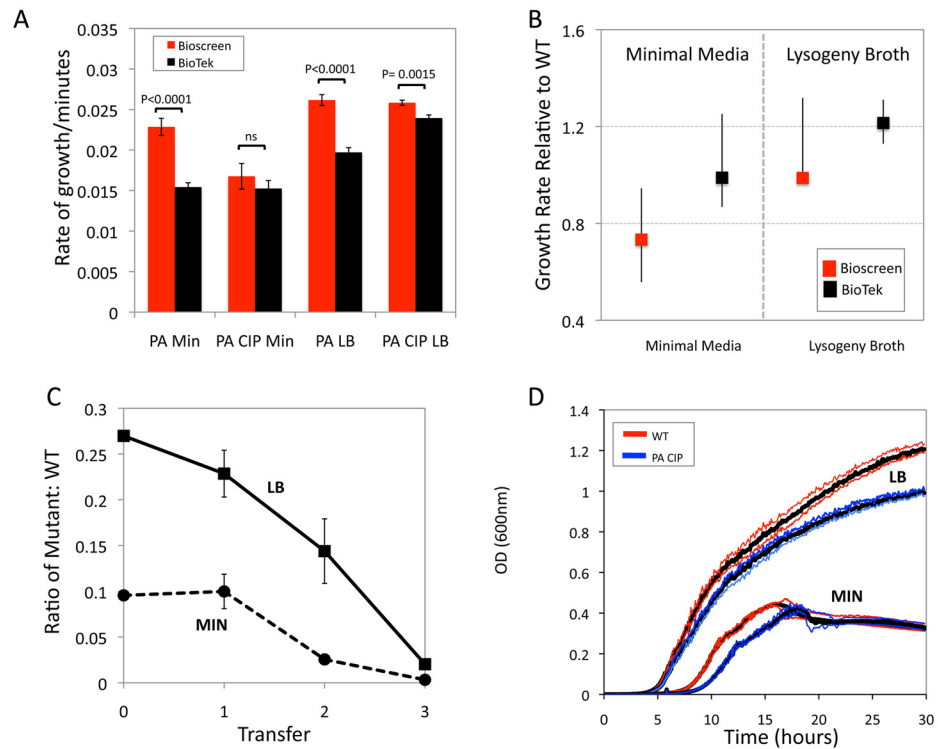 A
Rate of growth/minutes
0.035
0.03
0.025
0.02
0.015
0.01
0.005
0
Bioscreen
BioTek
P<0.0001
ns
P<0.0001
P= 0.0015
PA Min
PA CIP Min
PA LB
PA CIP LB
B
Growth Rate Relative to WT
1.6
1.2
0.8
0.4
Minimal Media
Lysogeny Broth
Bioscreen
BioTek
Minimal Media
Lysogeny Broth
C
Ratio of Mutant: WT
0.3
0.25
0.2
0.15
0.1
0.05
0
LB
MIN
0
1
2
3
Transfer
D
OD (600nm)
1.4
1.2
1
0.8
0.6
0.4
0.2
0
WT
PA CIP
LB
MIN
0
5
10
15
20
25
30
Time (hours)